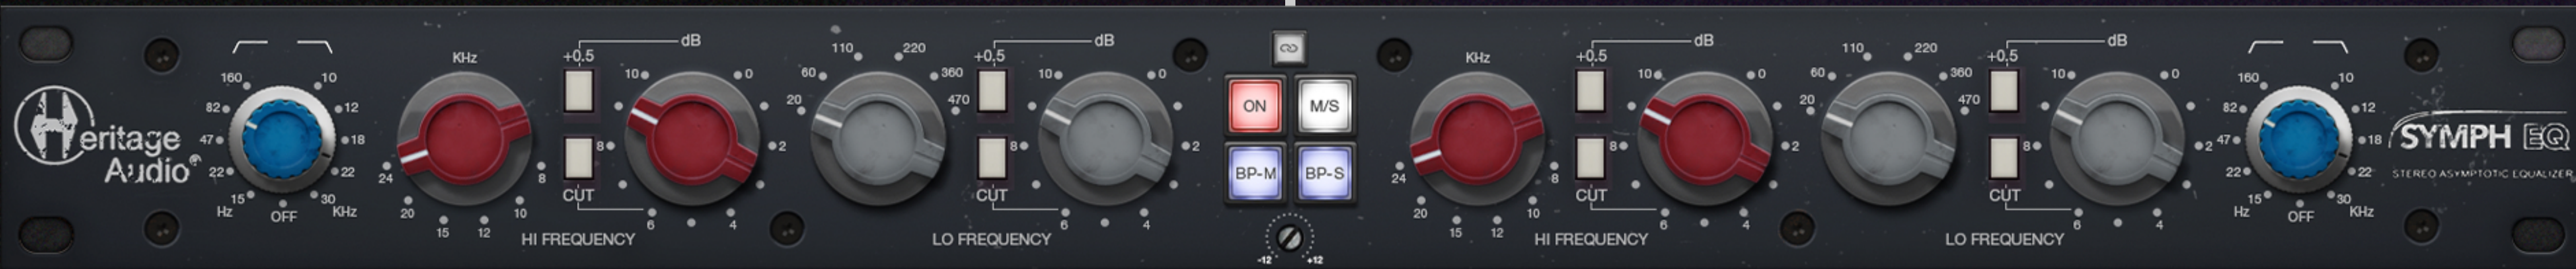 Heritage
Audio®
160
82
47
22
15
Hz
OFF
10
12
18
22
30
KHz
KHz
24
20
15
12
10
8
HI FREQUENCY
+0.5
CUT
dB
10
8
6
4
2
0
20
60
110
220
360
470
LO FREQUENCY
+0.5
CUT
dB
10
8
6
4
2
0
ON
M/S
BP-M
BP-S
-12
+12
KHz
24
20
15
12
10
8
HI FREQUENCY
+0.5
CUT
dB
10
8
6
4
2
0
20
60
110
220
360
470
LO FREQUENCY
+0.5
CUT
dB
10
8
6
4
2
0
160
82
47
22
15
Hz
OFF
10
12
18
22
30
KHz
SYMPH EQ
STEREO ASYMPTOTIC EQUALIZER